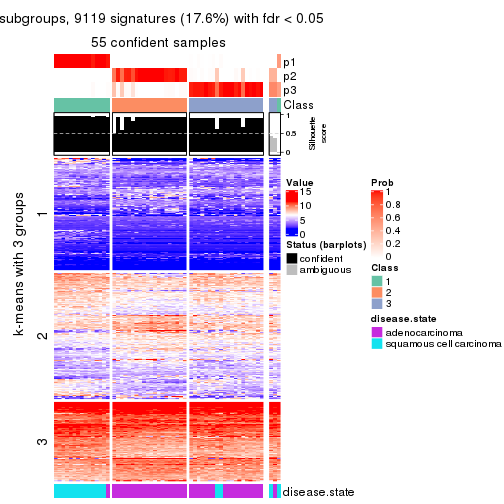 subgroups, 9119 signatures (17.6%) with fdr < 0.05
55 confident samples
p1
p2
p3
Class
1
0.5
0
Silhouette
score
k-means with 3 groups
1
2
3
disease.state
Value
15
10
5
0
Status (barplots)
confident
ambiguous
Prob
1
0.8
0.6
0.4
0.2
0
Class
1
2
3
disease.state
adenocarcinoma
squamous cell carcinoma